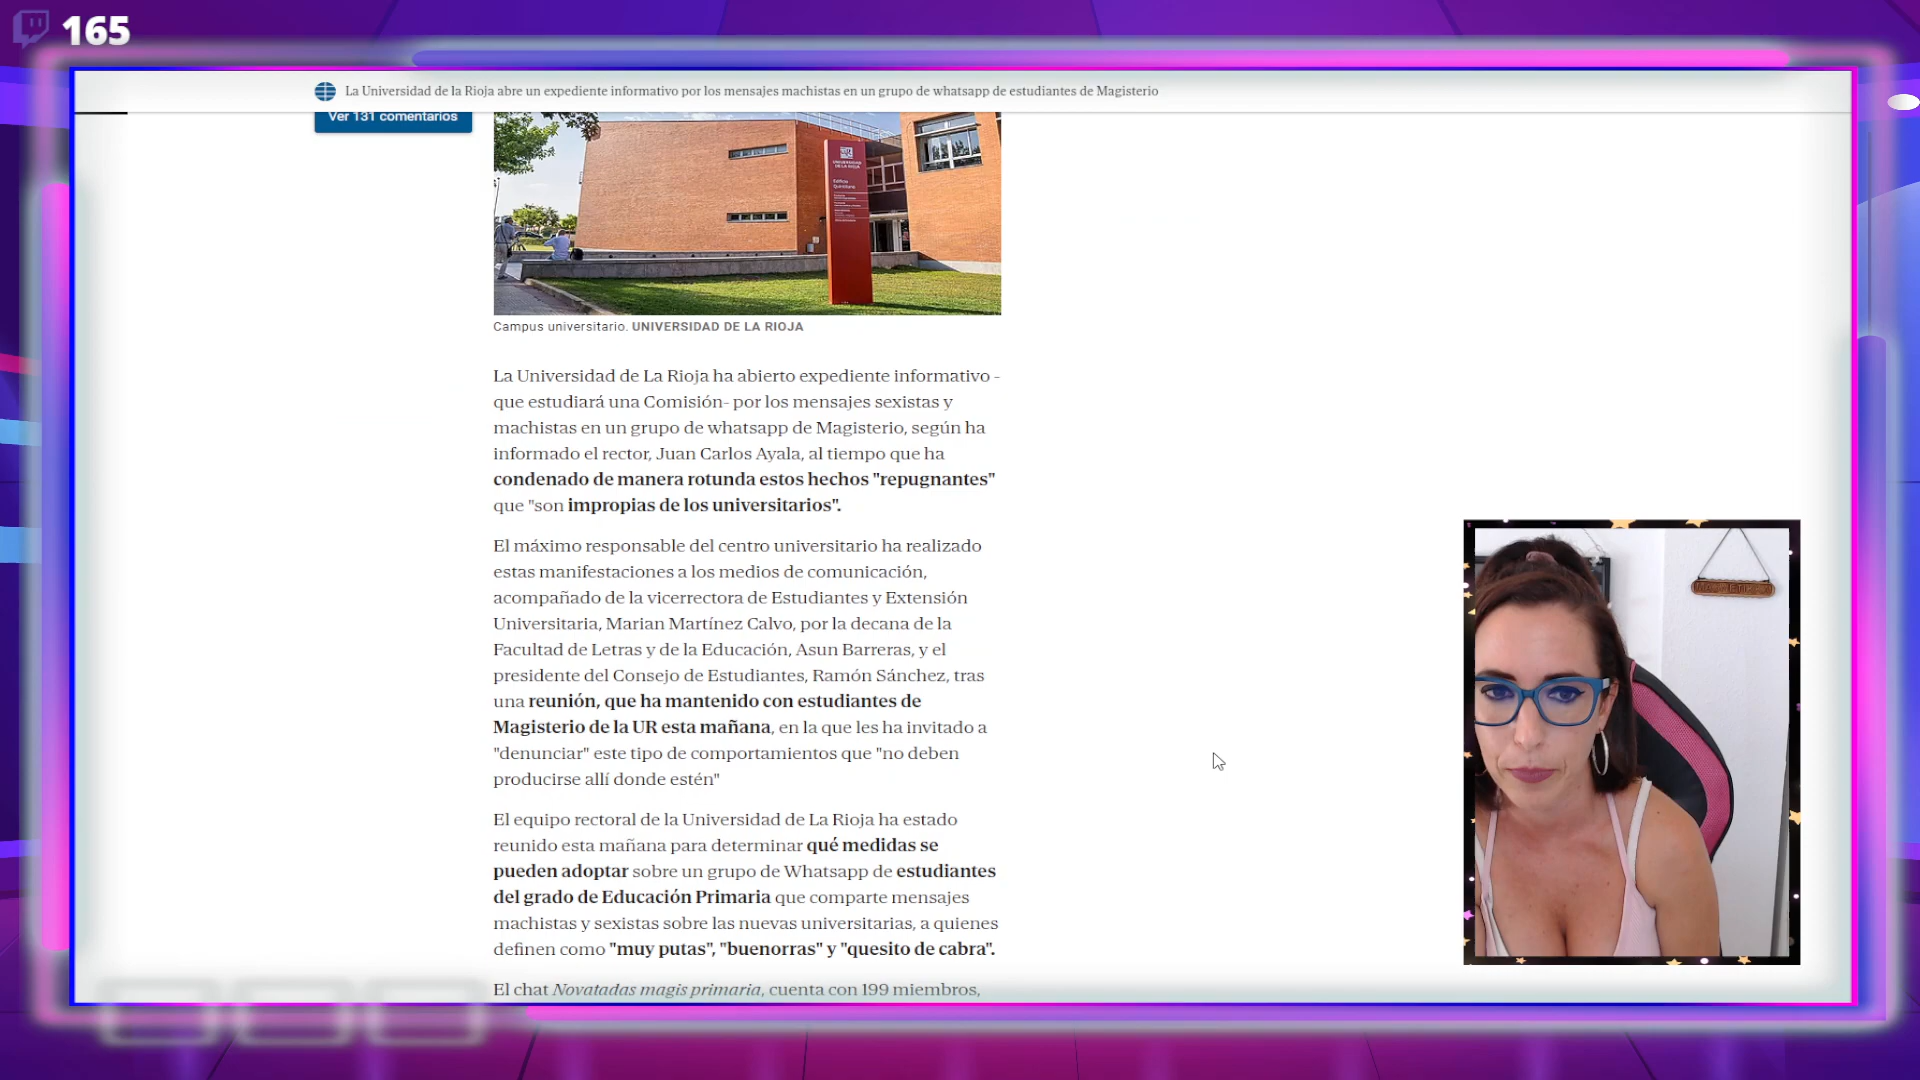 165
La Universidad de la Rioja abre un expediente informativo por los mensajes machistas en un grupo de whatsapp de estudiantes de Magisterio
Ver 131 comentarios
UNIVERSIDAD
DE LA RIOJA
Campus universitario. UNIVERSIDAD DE LA RIOJA
La Universidad de La Rioja ha abierto expediente informativo -
que estudiará una Comisión- por los mensajes sexistas y
machistas en un grupo de whatsapp de Magisterio, según ha
informado el rector, Juan Carlos Ayala, al tiempo que ha
condenado de manera rotunda estos hechos "repugnantes"
que "son impropias de los universitarios".
El máximo responsable del centro universitario ha realizado
estas manifestaciones a los medios de comunicación,
acompañado de la vicerrectora de Estudiantes y Extensión
Universitaria, Marian Martínez Calvo, por la decana de la
Facultad de Letras y de la Educación, Asun Barreras, y el
presidente del Consejo de Estudiantes, Ramón Sánchez, tras
una reunión, que ha mantenido con estudiantes de
Magisterio de la UR esta mañana, en la que les ha invitado a
"denunciar" este tipo de comportamientos que "no deben
producirse allí donde estén"
El equipo rectoral de la Universidad de La Rioja ha estado
reunido esta mañana para determinar qué medidas se
pueden adoptar sobre un grupo de Whatsapp de estudiantes
del grado de Educación Primaria que comparte mensajes
machistas y sexistas sobre las nuevas universitarias, a quienes
definen como "muy putas", "buenorras" y "quesito de cabra".
El chat Novatadas magis primaria, cuenta con 199 miembros,